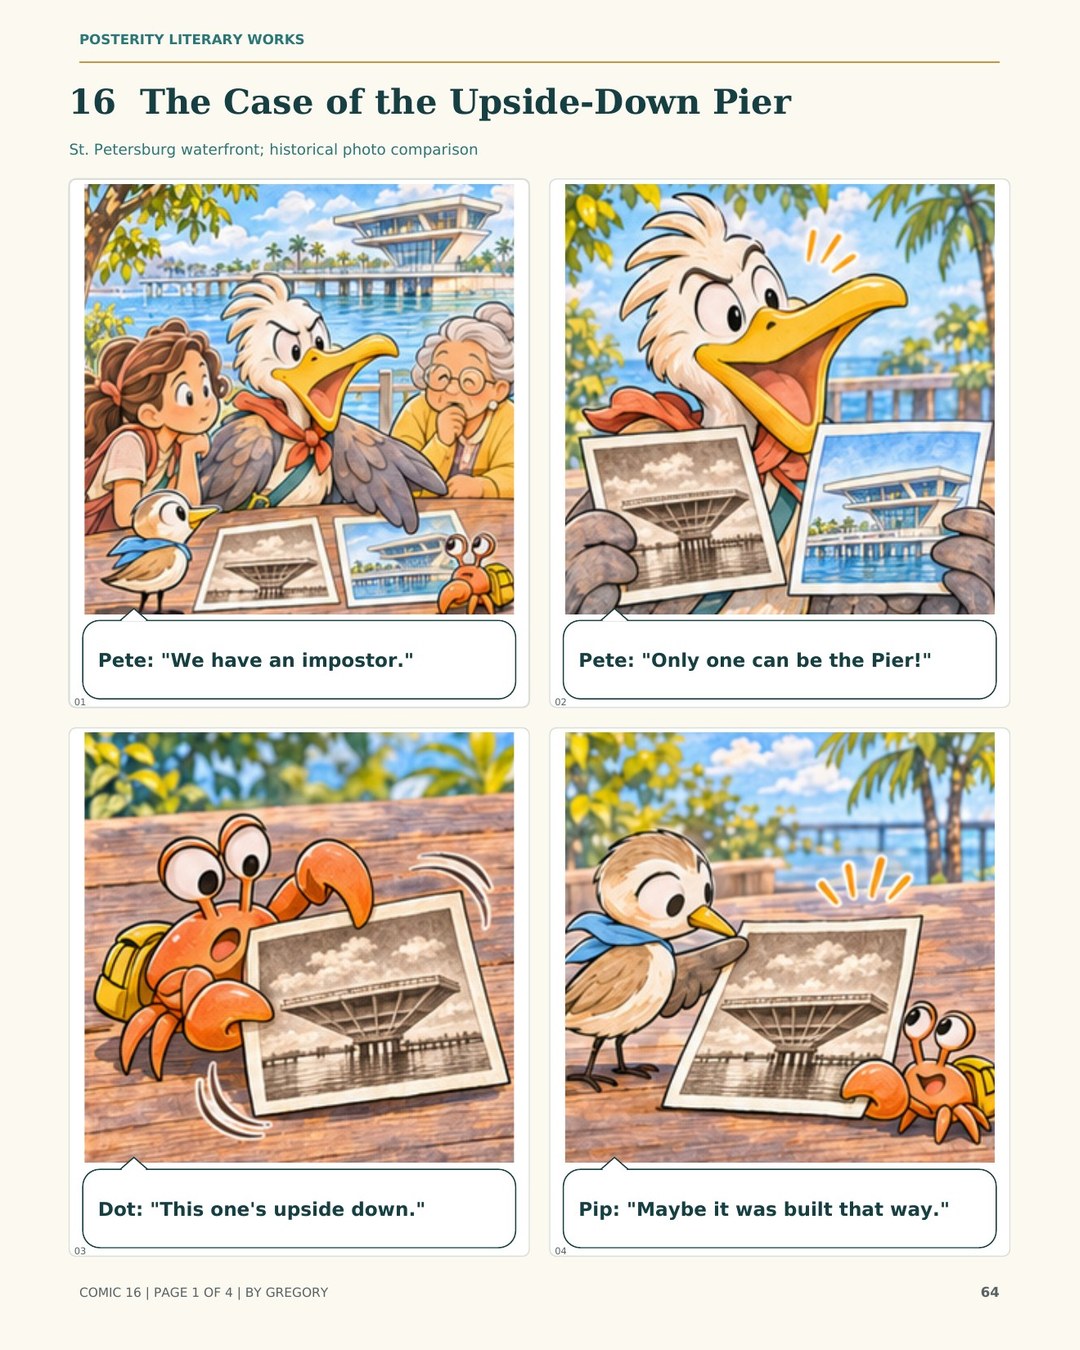 POSTERITY LITERARY WORKS
16 The Case of the Upside-Down Pier
St. Petersburg waterfront; historical photo comparison
Pete: "We have an impostor."
01
Pete: "Only one can be the Pier!"
02
Dot: "This one's upside down."
03
Pip: "Maybe it was built that way."
04
COMIC 16 | PAGE 1 OF 4 | BY GREGORY
64